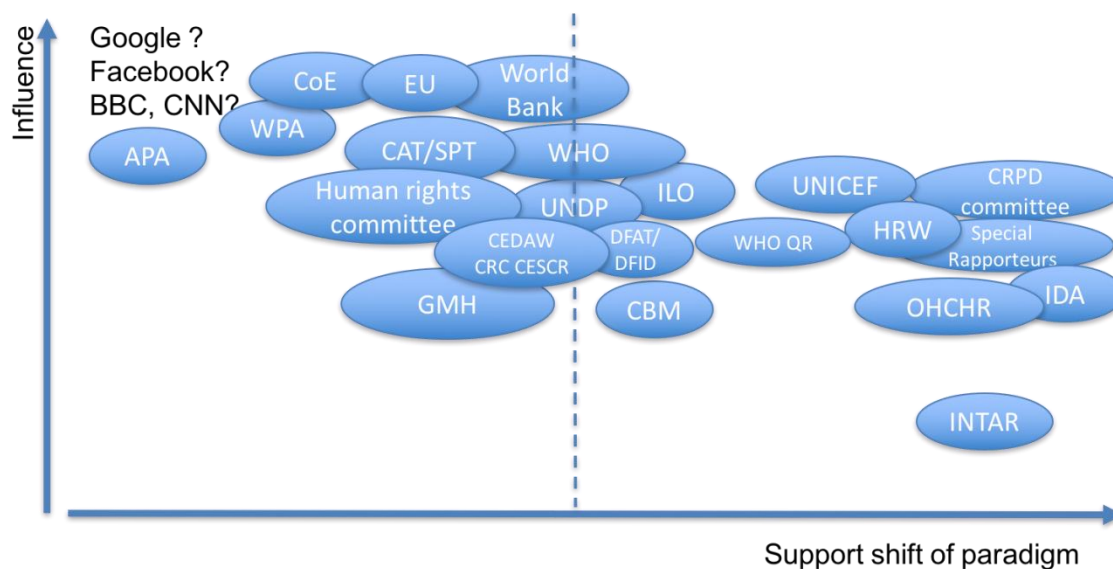 Influence
Google ?
Facebook?
BBC, CNN?
CoE
EU
World
Bank
WPA
APA
CAT/SPT
WHO
Human rights
committee
UNDP
ILO
UNICEF
CRPD
committee
CEDAW
CRC CESCR
DFAT/
DFID
WHO QR
HRW
Special
Rapporteurs
GMH
CBM
OHCHR
IDA
INTAR
Support shift of paradigm